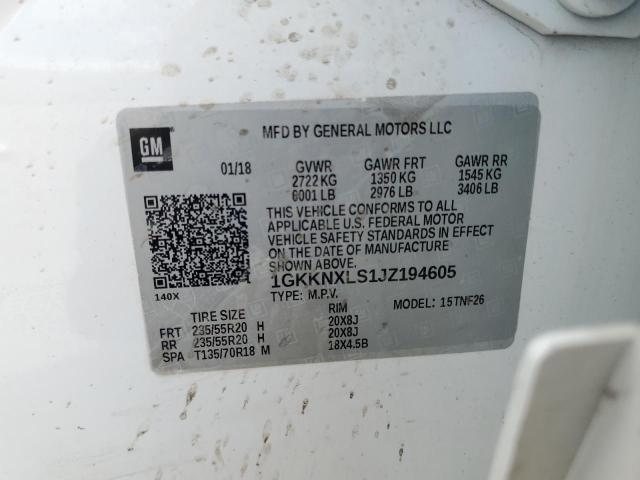 GM
MFD BY GENERAL MOTORS LLC
01/18 GVWR GAWR FRT GAWR RR
2722 KG 1350 KG 1545 KG
6001 LB 2976 LB 3406 LB
THIS VEHICLE CONFORMS TO ALL
APPLICABLE U.S. FEDERAL MOTOR
VEHICLE SAFETY STANDARDS IN EFFECT
ON THE DATE OF MANUFACTURE
SHOWN ABOVE.
1GKKNXLS1JZ194605
140X
TYPE: M.P.V. MODEL: 15TNF26
TIRE SIZE RIM
FRT 235/55R20 H 20X8J
RR 235/55R20 H 20X8J
SPA T135/70R18 M 18X4.5B